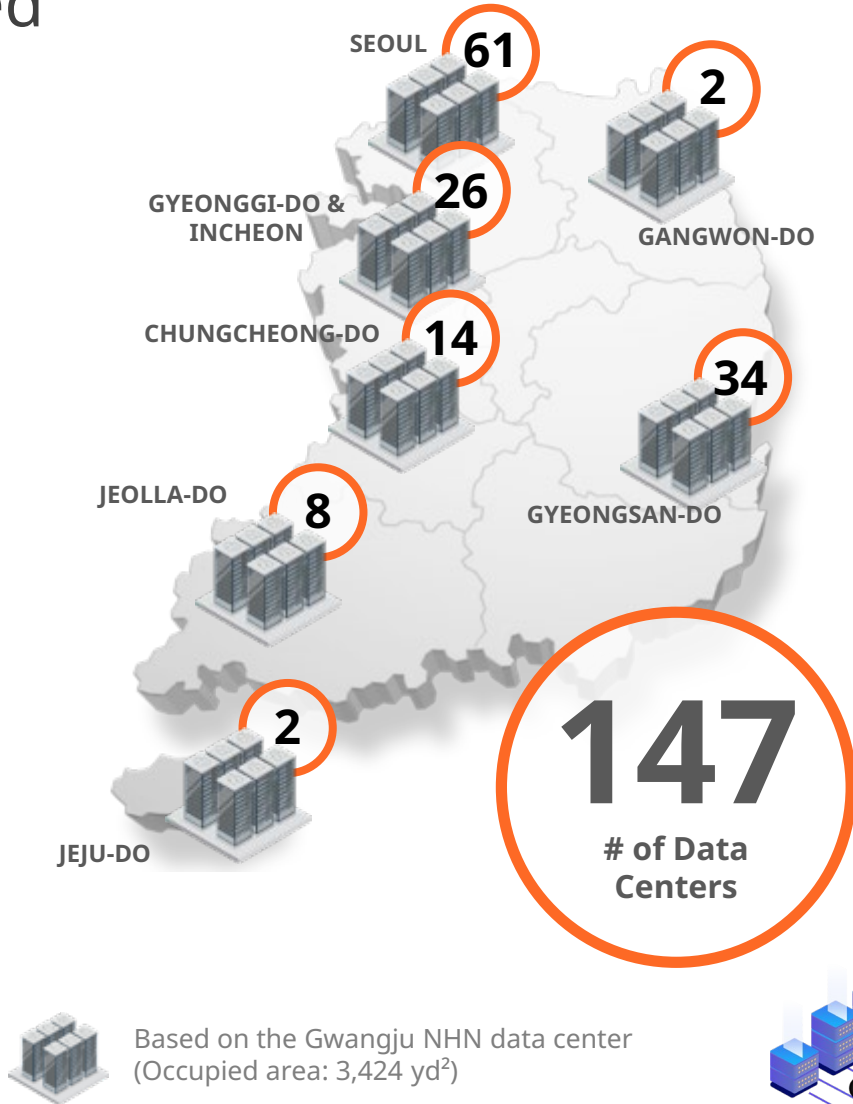 SEOUL
61
2
GYEONGGI-DO &
INCHEON
26
GANGWON-DO
CHUNGCHEONG-DO
14
34
JEOLLA-DO
8
GYEONGSAN-DO
2
JEJU-DO
147
# of Data
Centers
Based on the Gwangju NHN data center
(Occupied area: 3,424 yd²)